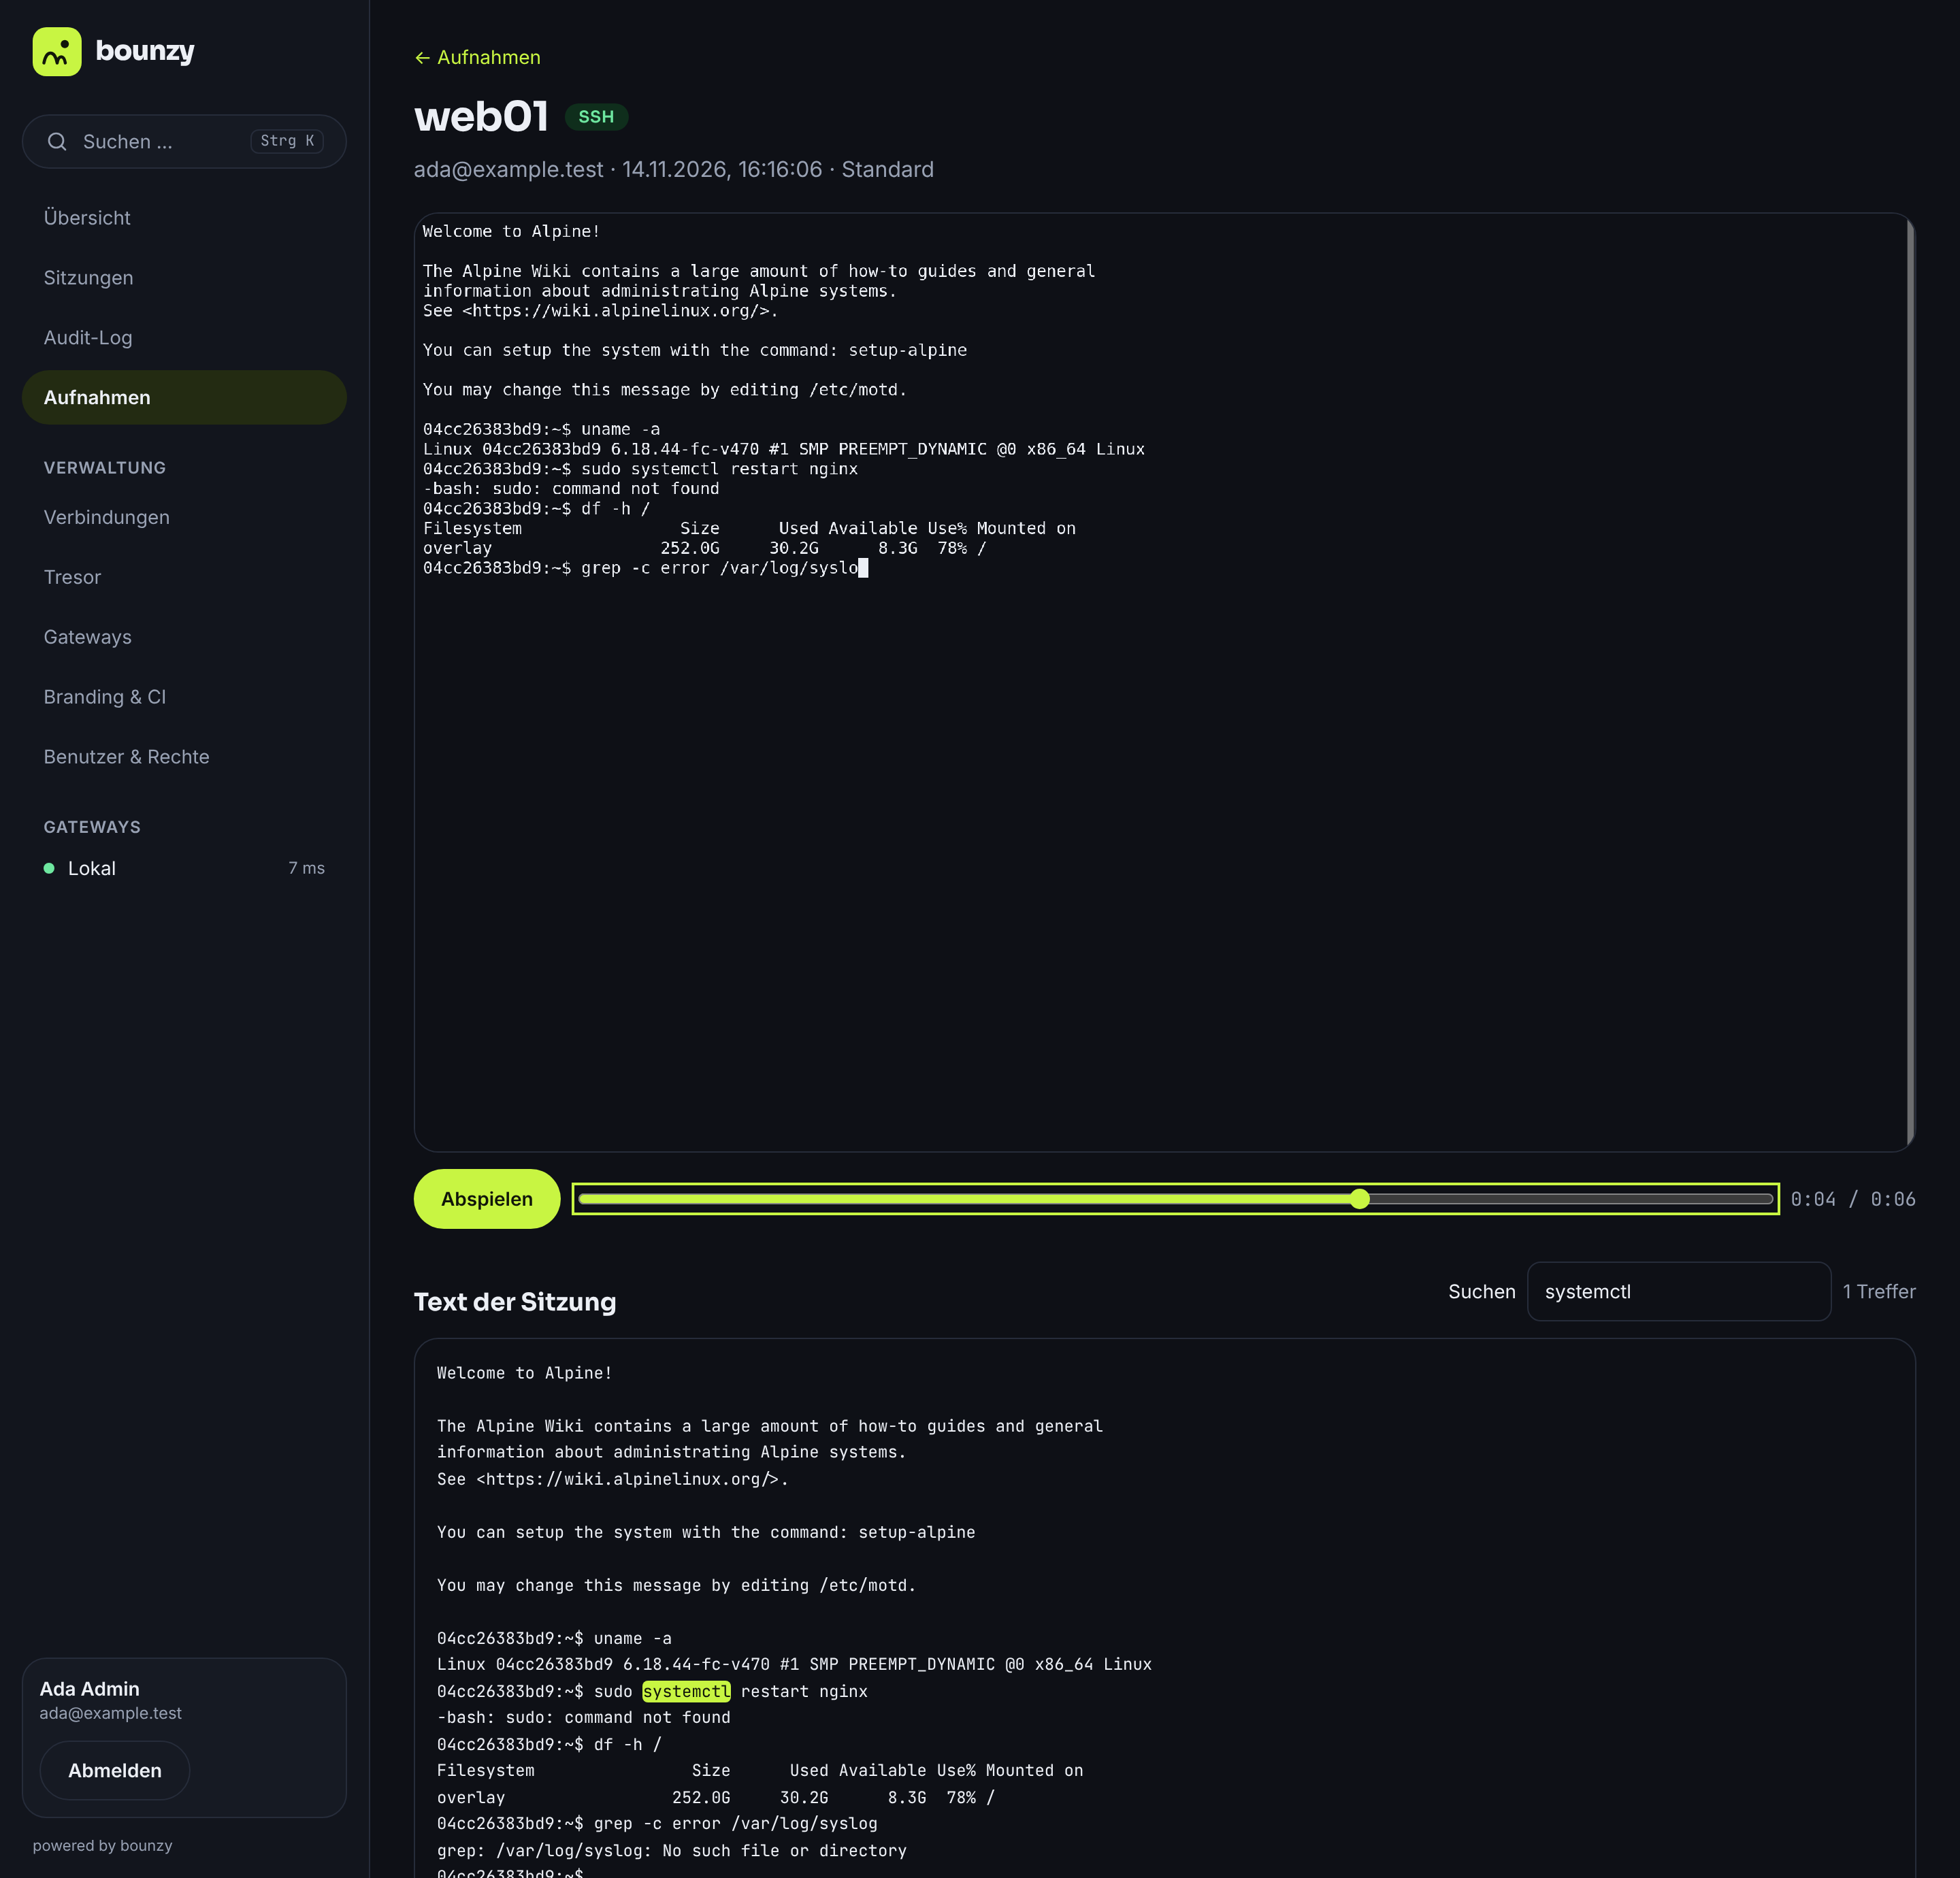 bounzy
Suchen ... Strg K
Übersicht
Sitzungen
Audit-Log
Aufnahmen
VERWALTUNG
Verbindungen
Tresor
Gateways
Branding & CI
Benutzer & Rechte
GATEWAYS
Lokal 7 ms
Ada Admin
ada@example.test
Abmelden
powered by bounzy
← Aufnahmen
web01 SSH
ada@example.test · 14.11.2026, 16:16:06 · Standard
Welcome to Alpine!
The Alpine Wiki contains a large amount of how-to guides and general
information about administrating Alpine systems.
See <https://wiki.alpinelinux.org/>.
You can setup the system with the command: setup-alpine
You may change this message by editing /etc/motd.
04cc26383bd9:~$ uname -a
Linux 04cc26383bd9 6.18.44-fc-v470 #1 SMP PREEMPT_DYNAMIC @0 x86_64 Linux
04cc26383bd9:~$ sudo systemctl restart nginx
-bash: sudo: command not found
04cc26383bd9:~$ df -h /
Filesystem                Size      Used Available Use% Mounted on
overlay                 252.0G     30.2G      8.3G  78% /
04cc26383bd9:~$ grep -c error /var/log/syslo
Abspielen 0:04 / 0:06
Text der Sitzung Suchen systemctl 1 Treffer
Welcome to Alpine!
The Alpine Wiki contains a large amount of how-to guides and general
information about administrating Alpine systems.
See <https://wiki.alpinelinux.org/>.
You can setup the system with the command: setup-alpine
You may change this message by editing /etc/motd.
04cc26383bd9:~$ uname -a
Linux 04cc26383bd9 6.18.44-fc-v470 #1 SMP PREEMPT_DYNAMIC @0 x86_64 Linux
04cc26383bd9:~$ sudo systemctl restart nginx
-bash: sudo: command not found
04cc26383bd9:~$ df -h /
Filesystem                Size      Used Available Use% Mounted on
overlay                 252.0G     30.2G      8.3G  78% /
04cc26383bd9:~$ grep -c error /var/log/syslog
grep: /var/log/syslog: No such file or directory
04cc26383bd9:~$